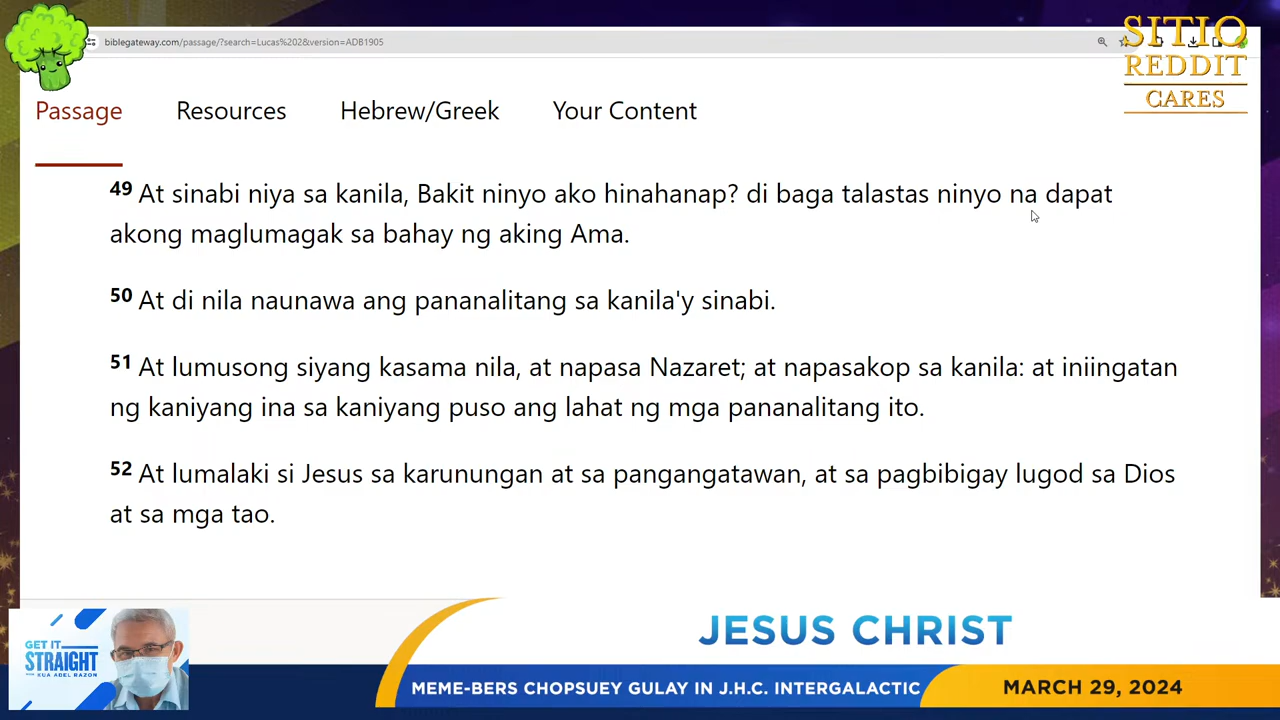 biblegateway.com/passage/?search=Lucas%202&version=ADB1905
SITIO
REDDIT
CARES
Passage Resources Hebrew/Greek Your Content
49 At sinabi niya sa kanila, Bakit ninyo ako hinahanap? di baga talastas ninyo na dapat
akong maglumagak sa bahay ng aking Ama.
50 At di nila naunawa ang pananalitang sa kanila'y sinabi.
51 At lumusong siyang kasama nila, at napasa Nazaret; at napasakop sa kanila: at iniingatan
ng kaniyang ina sa kaniyang puso ang lahat ng mga pananalitang ito.
52 At lumalaki si Jesus sa karunungan at sa pangangatawan, at sa pagbibigay lugod sa Dios
at sa mga tao.
GET IT
STRAIGHT
KUA ADEL RAZON
JESUS CHRIST
MEME-BERS CHOPSUEY GULAY IN J.H.C. INTERGALACTIC
MARCH 29, 2024